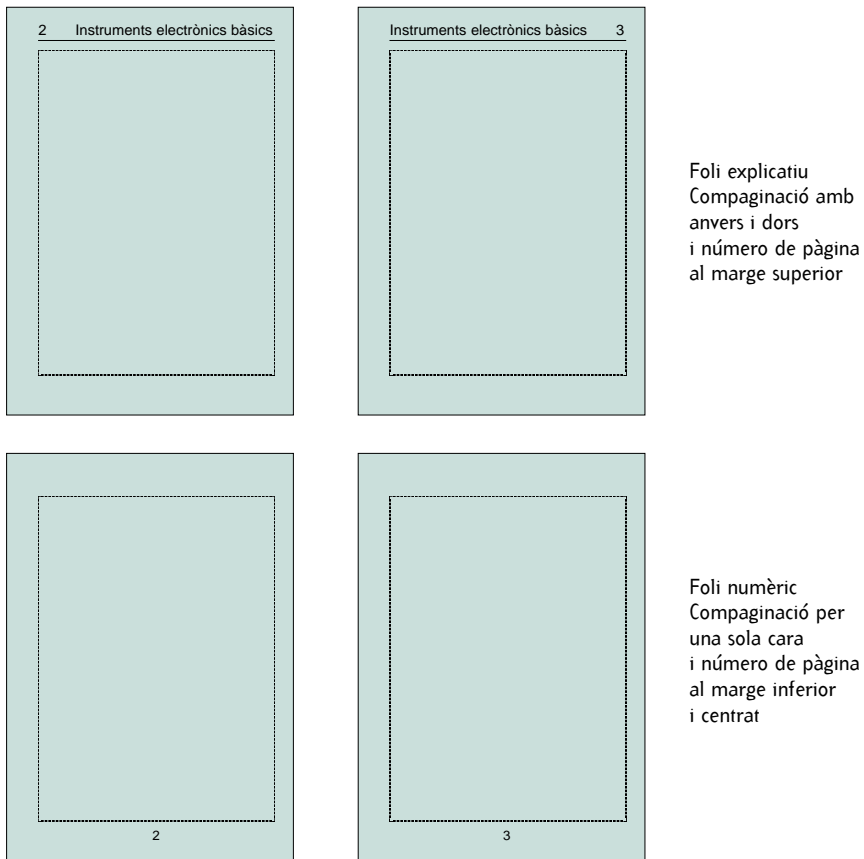 2 Instruments electrònics bàsics
Instruments electrònics bàsics 3
Foli explicatiu
Compaginació amb
anvers i dors
i número de pàgina
al marge superior
Foli numèric
Compaginació per
una sola cara
i número de pàgina
al marge inferior
i centrat
2
3